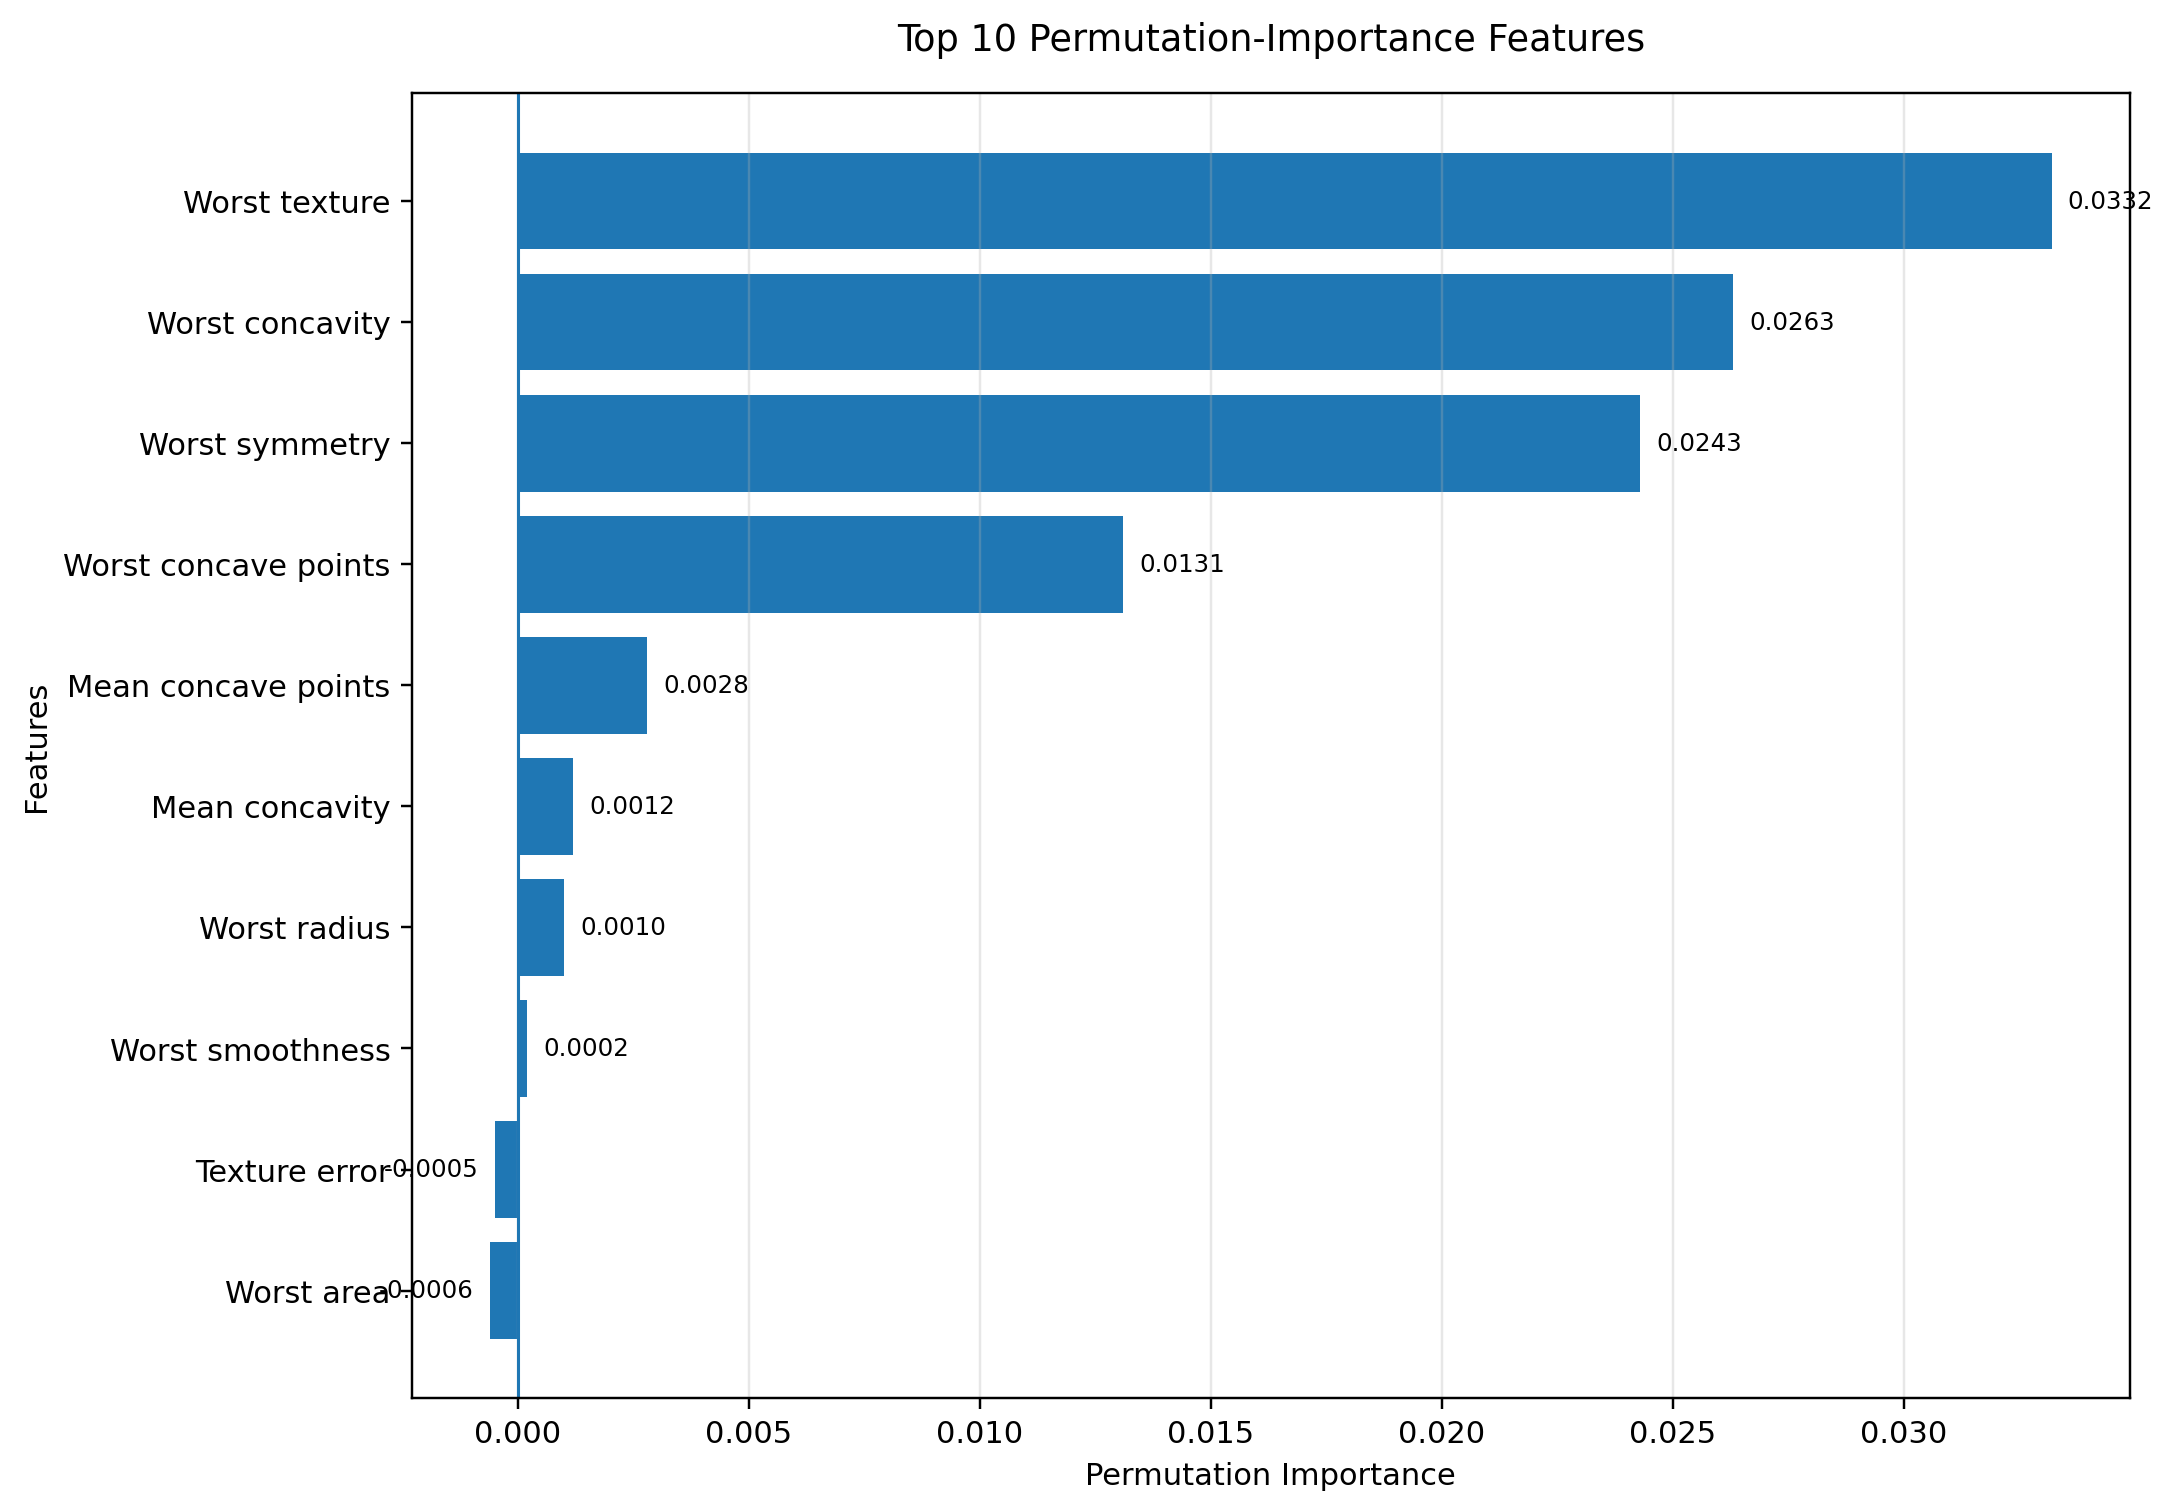 Top 10 Permutation-Importance Features
Features
Worst texture 0.0332
Worst concavity 0.0263
Worst symmetry 0.0243
Worst concave points 0.0131
Mean concave points 0.0028
Mean concavity 0.0012
Worst radius 0.0010
Worst smoothness 0.0002
Texture error -0.0005
Worst area -0.0006
0.000 0.005 0.010 0.015 0.020 0.025 0.030
Permutation Importance